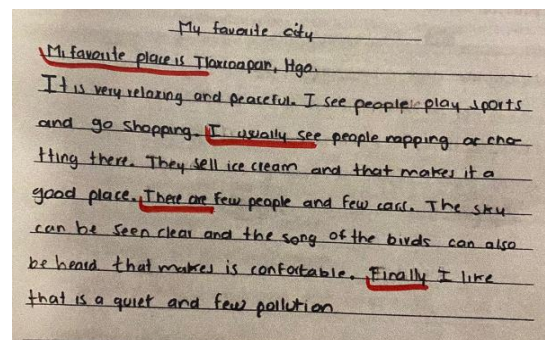 My favorite city
Mi favorite place is Tlaxcoapan, Hgo.
It is very relaxing and peaceful. I see people play sports
and go shopping. I usually see people napping or cha-
tting there. They sell ice cream and that makes it a
good place. There are few people and few cars. The sky
can be seen clear and the song of the birds can also
be heard that makes is confortable. Finally I like
that is a quiet and few pollution